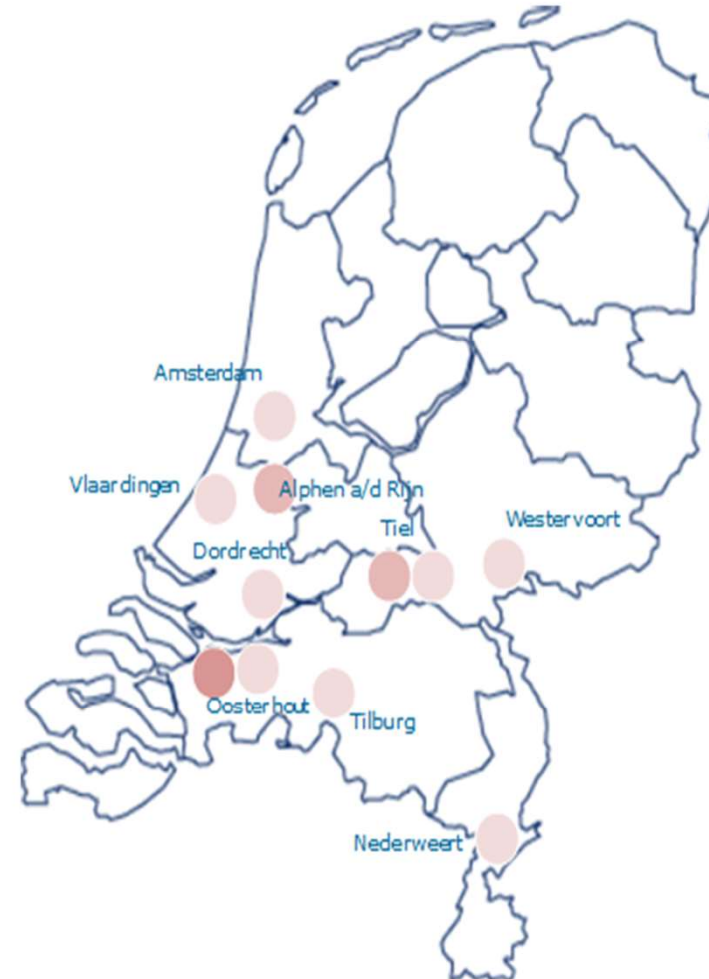 Amsterdam
Vlaardingen
Alphen a/d Rijn
Westervoort
Tiel
Dordrecht
Oosterhout
Tilburg
Nederweert